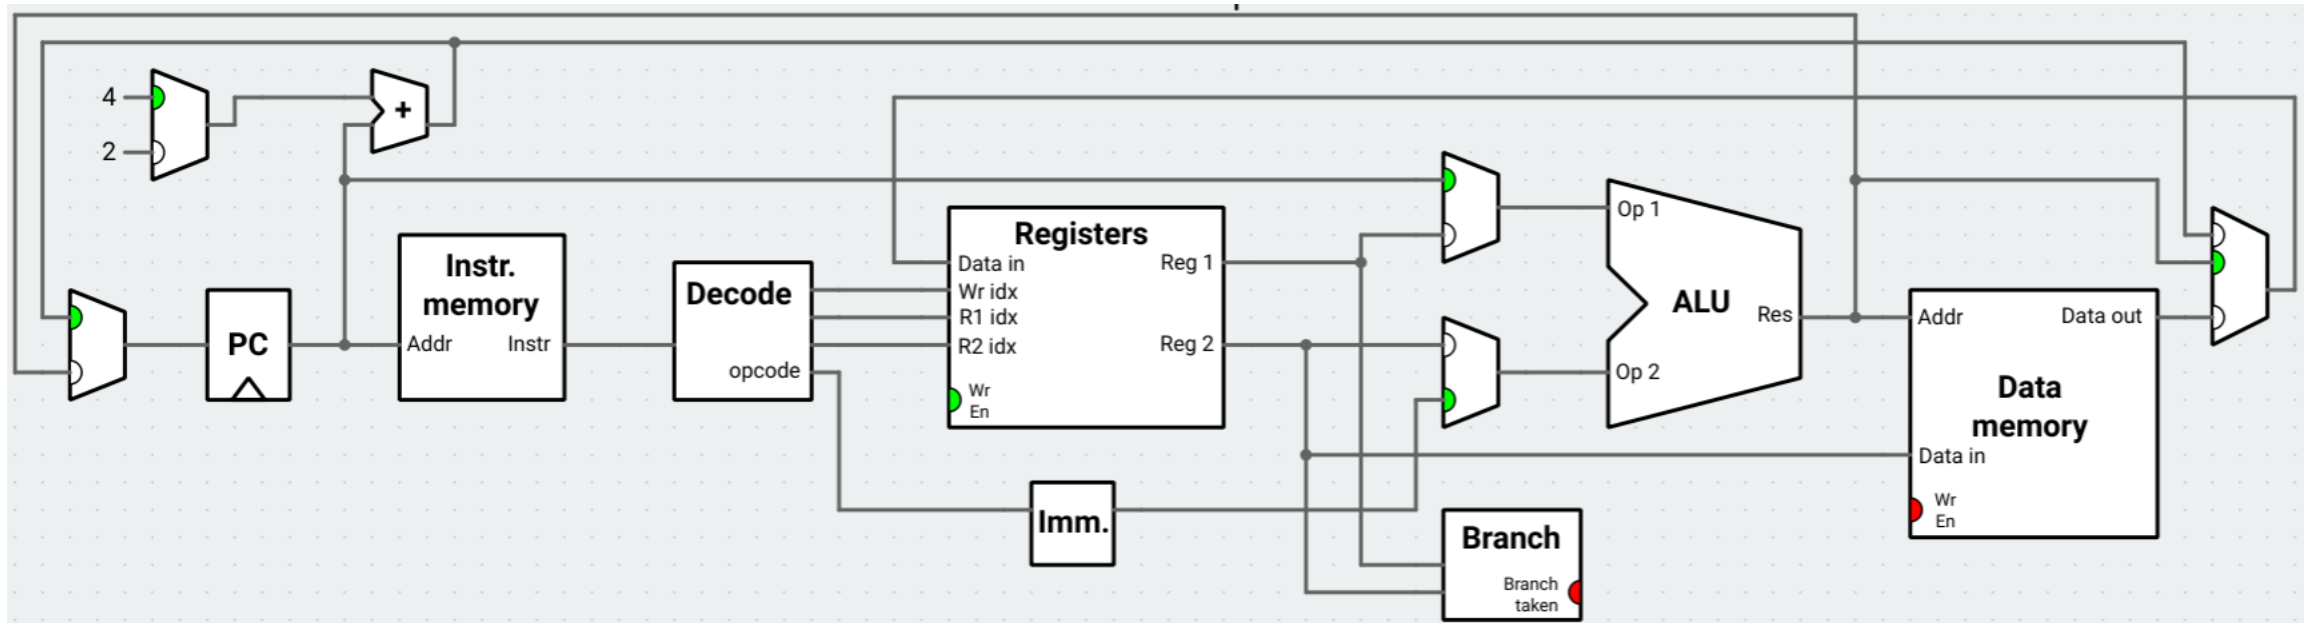 4
+
2
Instr.
memory
Addr
Instr
PC
Decode
opcode
Registers
Data in
Wr idx
R1 idx
R2 idx
Wr
En
Reg 1
Reg 2
Imm.
Op 1
ALU
Res
Op 2
Branch
Branch
taken
Addr
Data out
Data
memory
Data in
Wr
En